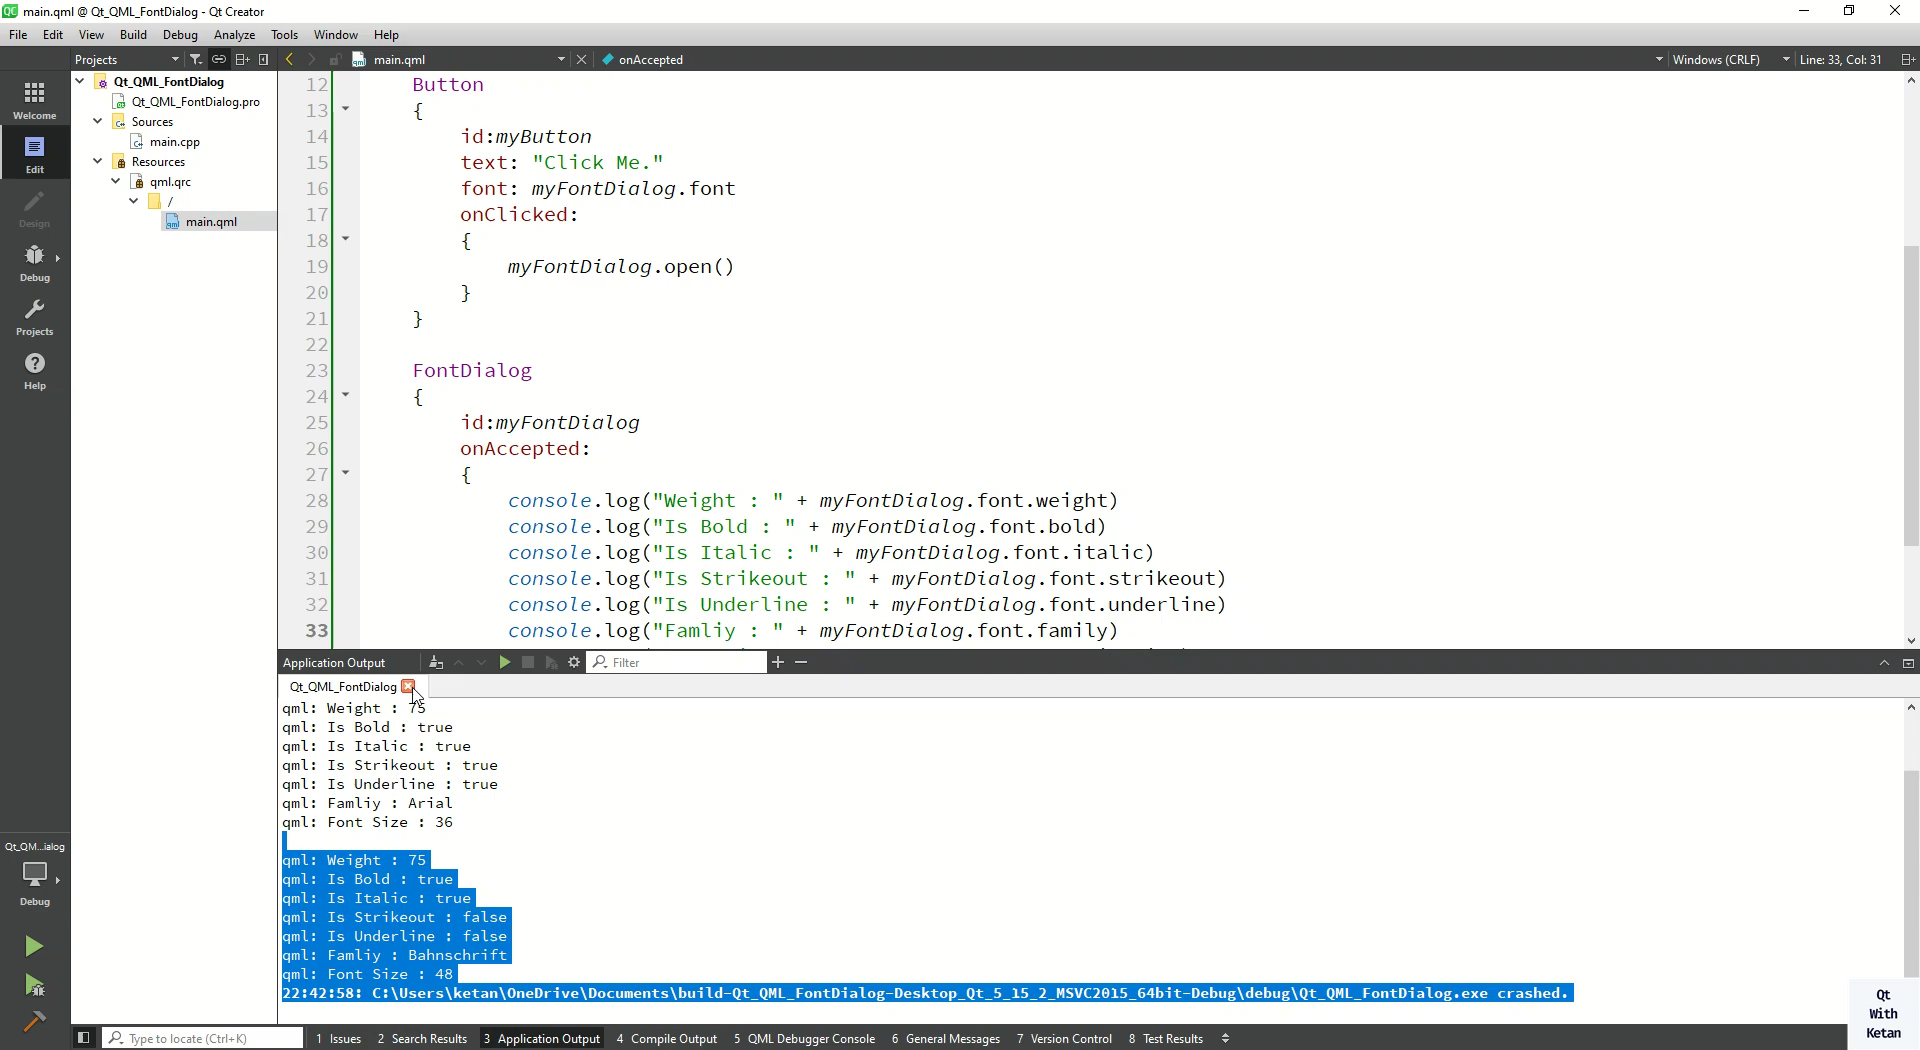 main.qml @ Qt_QML_FontDialog - Qt Creator
File Edit View Build Debug Analyze Tools Window Help
Projects main.qml onAccepted Windows (CRLF) Line: 33, Col: 31
Welcome
Edit
Design
Debug
Projects
Help
Qt_QML_FontDialog
Qt_QML_FontDialog.pro
Sources
main.cpp
Resources
qml.qrc
/
main.qml
12 Button
13 {
14 id:myButton
15 text: "Click Me."
16 font: myFontDialog.font
17 onClicked:
18 {
19 myFontDialog.open()
20 }
21 }
22
23 FontDialog
24 {
25 id:myFontDialog
26 onAccepted:
27 {
28 console.log("Weight : " + myFontDialog.font.weight)
29 console.log("Is Bold : " + myFontDialog.font.bold)
30 console.log("Is Italic : " + myFontDialog.font.italic)
31 console.log("Is Strikeout : " + myFontDialog.font.strikeout)
32 console.log("Is Underline : " + myFontDialog.font.underline)
33 console.log("Famliy : " + myFontDialog.font.family)
Application Output Filter
Qt_QML_FontDialog
qml: Weight : 75
qml: Is Bold : true
qml: Is Italic : true
qml: Is Strikeout : true
qml: Is Underline : true
qml: Famliy : Arial
qml: Font Size : 36
qml: Weight : 75
qml: Is Bold : true
qml: Is Italic : true
qml: Is Strikeout : false
qml: Is Underline : false
qml: Famliy : Bahnschrift
qml: Font Size : 48
22:42:58: C:\Users\ketan\OneDrive\Documents\build-Qt_QML_FontDialog-Desktop_Qt_5_15_2_MSVC2015_64bit-Debug\debug\Qt_QML_FontDialog.exe crashed.
Qt_QM...ialog
Debug
Type to locate (Ctrl+K) 1 Issues 2 Search Results 3 Application Output 4 Compile Output 5 QML Debugger Console 6 General Messages 7 Version Control 8 Test Results
Qt
With
Ketan